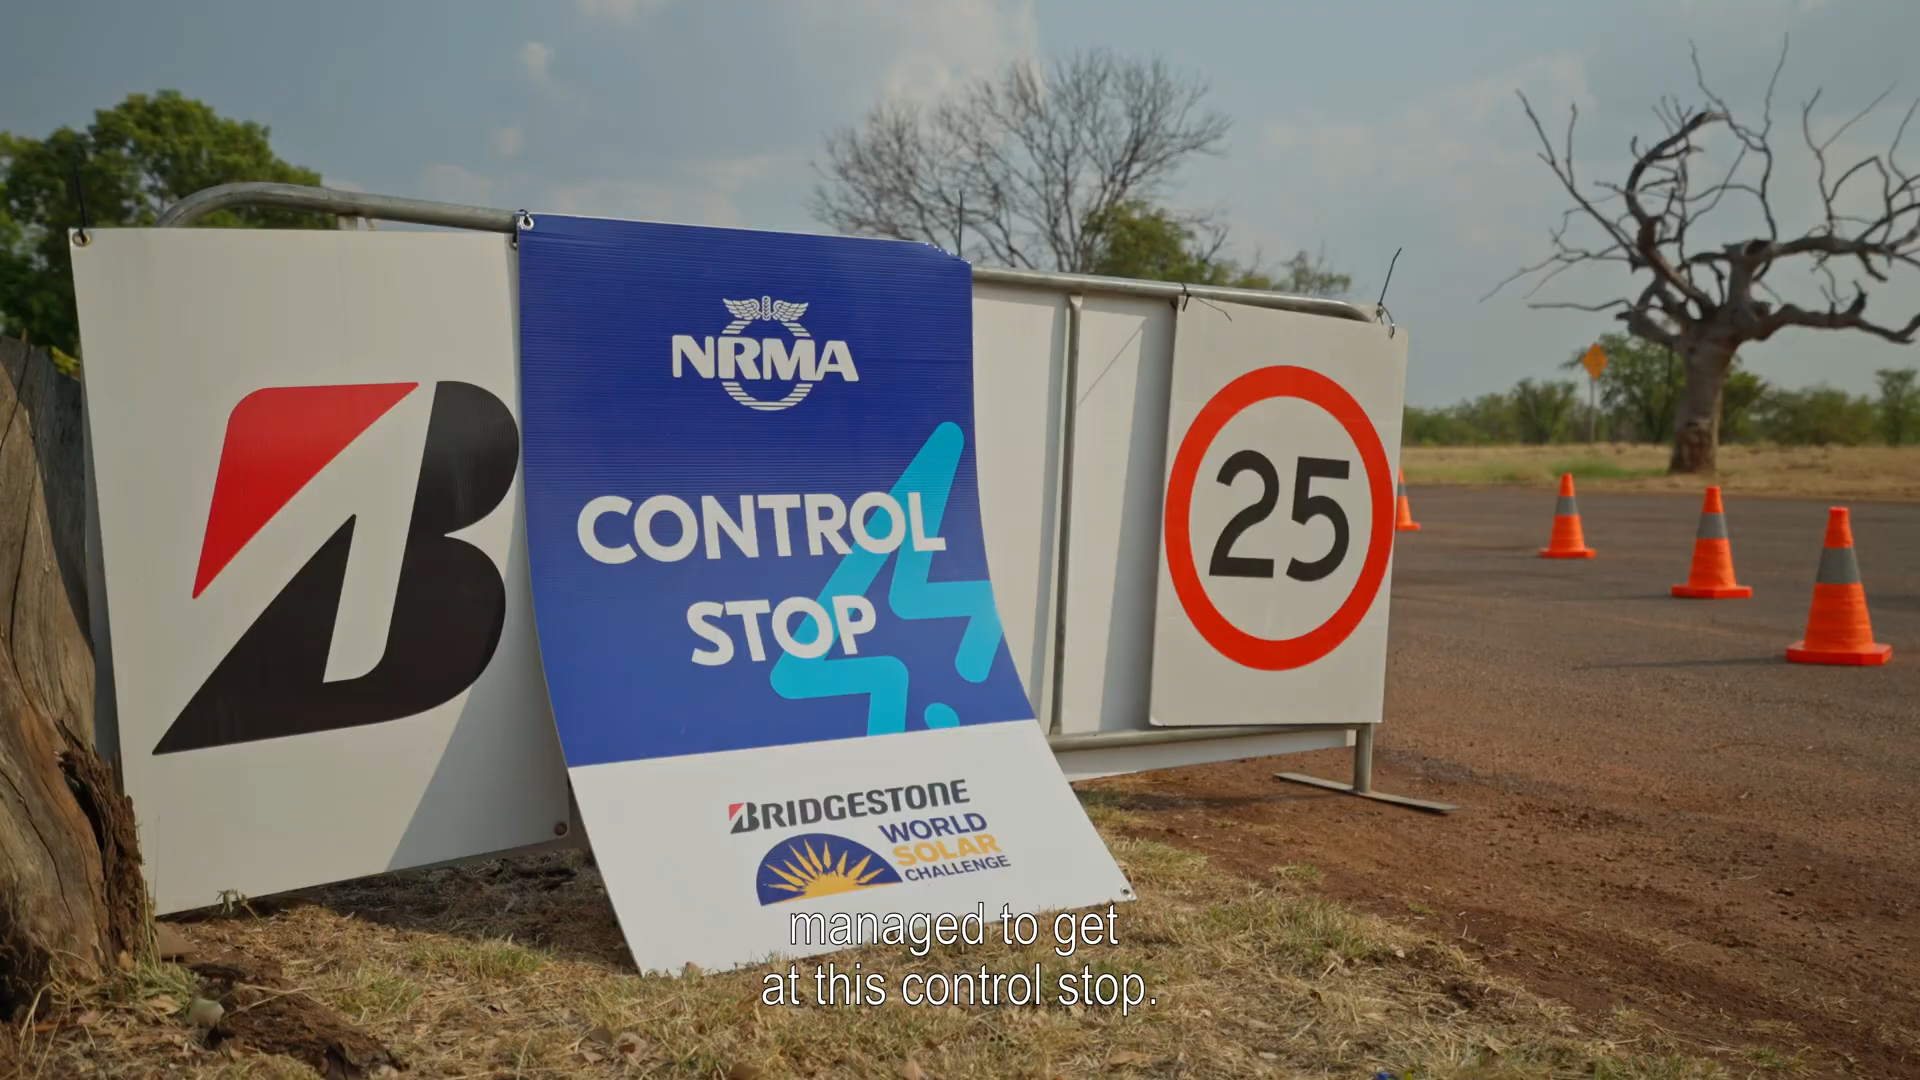 NRMA
CONTROL
STOP
25
BRIDGESTONE
WORLD
SOLAR
CHALLENGE
managed to get
at this control stop.